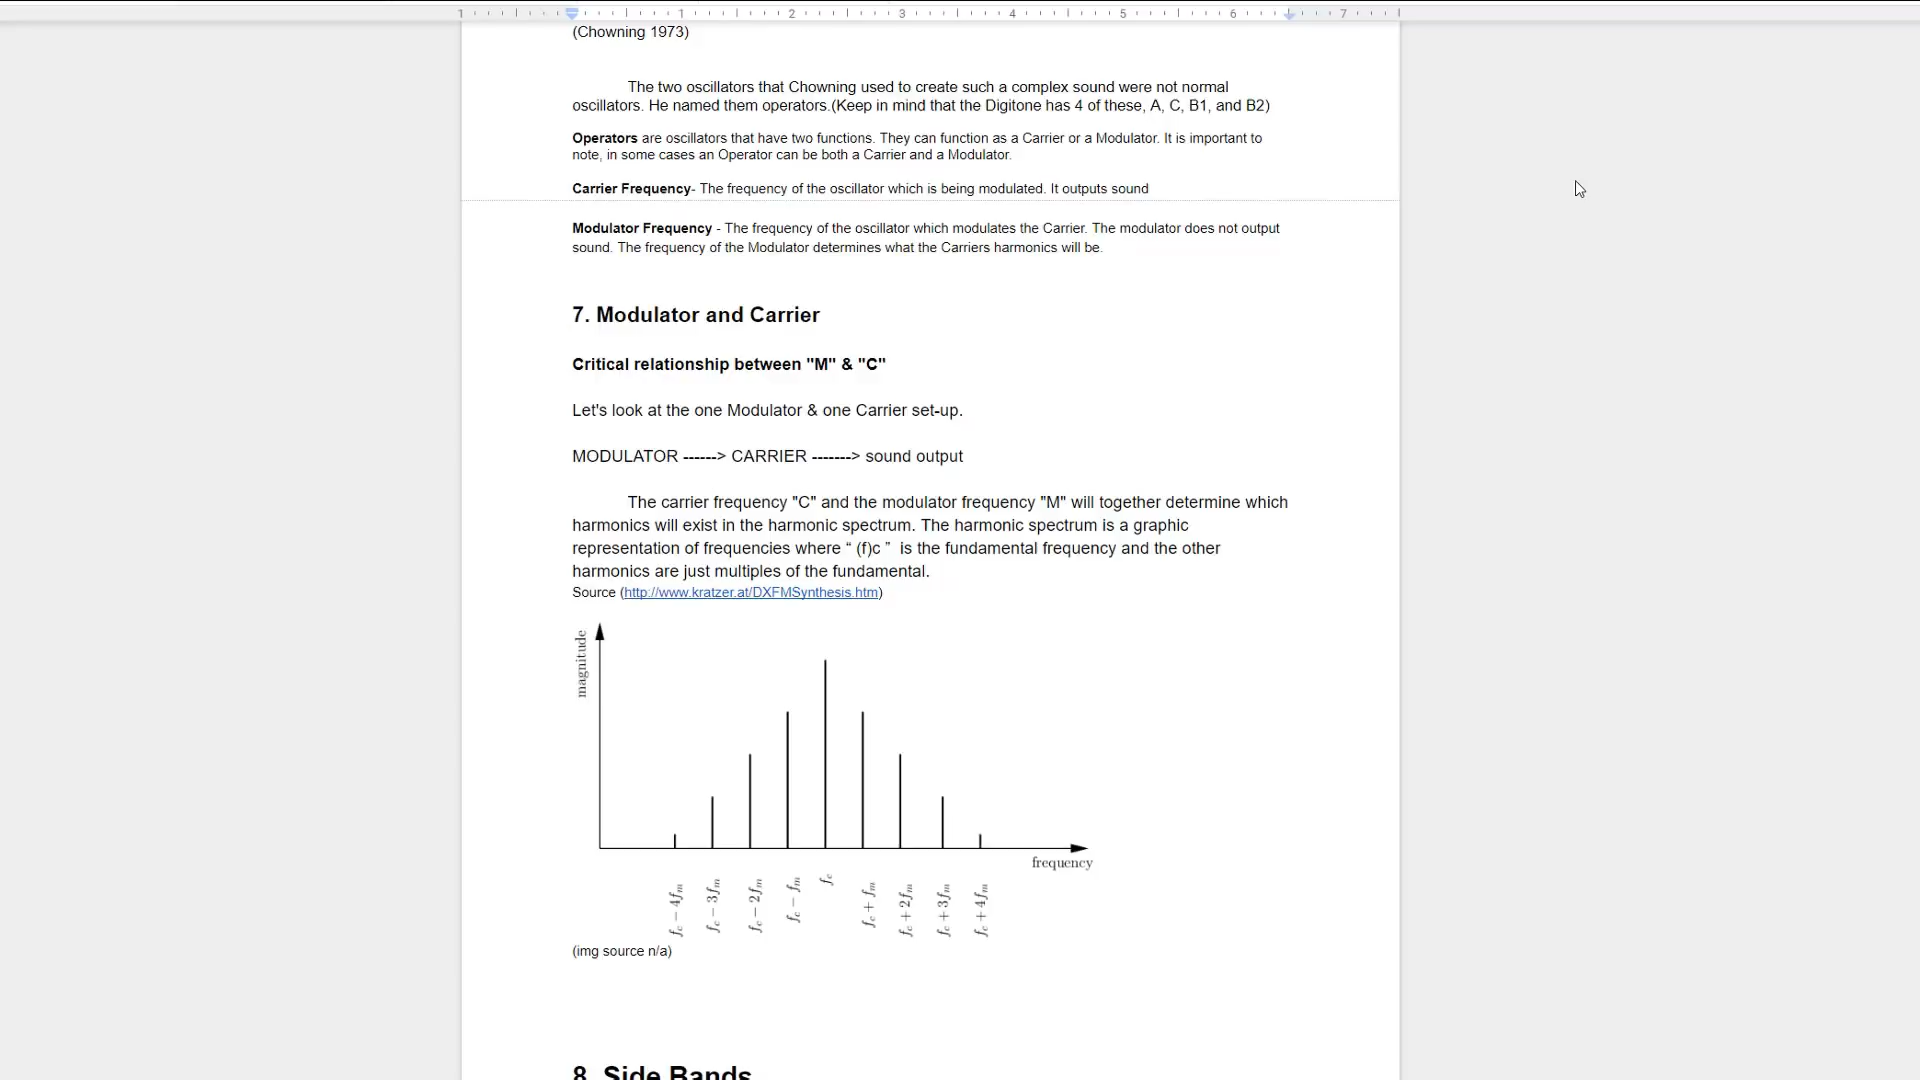 1 1 2 3 4 5 6 7
(Chowning 1973)
The two oscillators that Chowning used to create such a complex sound were not normal
oscillators. He named them operators.(Keep in mind that the Digitone has 4 of these, A, C, B1, and B2)
Operators are oscillators that have two functions. They can function as a Carrier or a Modulator. It is important to
note, in some cases an Operator can be both a Carrier and a Modulator.
Carrier Frequency- The frequency of the oscillator which is being modulated. It outputs sound
Modulator Frequency - The frequency of the oscillator which modulates the Carrier. The modulator does not output
sound. The frequency of the Modulator determines what the Carriers harmonics will be.
7. Modulator and Carrier
Critical relationship between "M" & "C"
Let's look at the one Modulator & one Carrier set-up.
MODULATOR ------> CARRIER -------> sound output
The carrier frequency "C" and the modulator frequency "M" will together determine which
harmonics will exist in the harmonic spectrum. The harmonic spectrum is a graphic
representation of frequencies where “ (f)c ” is the fundamental frequency and the other
harmonics are just multiples of the fundamental.
Source (http://www.kratzer.at/DXFMSynthesis.htm)
magnitude
frequency
fc − 4fm
fc − 3fm
fc − 2fm
fc − fm
fc
fc + fm
fc + 2fm
fc + 3fm
fc + 4fm
(img source n/a)
8. Side Bands